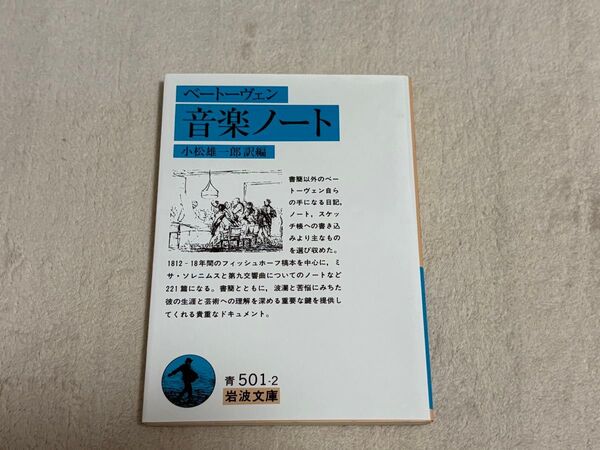 ベートーヴェン
音楽ノート
小松雄一郎訳編
書簡以外のベー
トーヴェン自ら
の手になる日記,
ノート,スケッ
チ帳への書き込
みより主なもの
を選び収めた。
1812‐18年間のフィッシュホーフ稿本を中心に,ミ
サ・ソレニムスと第九交響曲についてのノートなど
221篇になる。書簡とともに,波瀾と苦悩にみちた
彼の生涯と芸術への理解を深める重要な鍵を提供し
てくれる貴重なドキュメント。
青501-2
岩波文庫